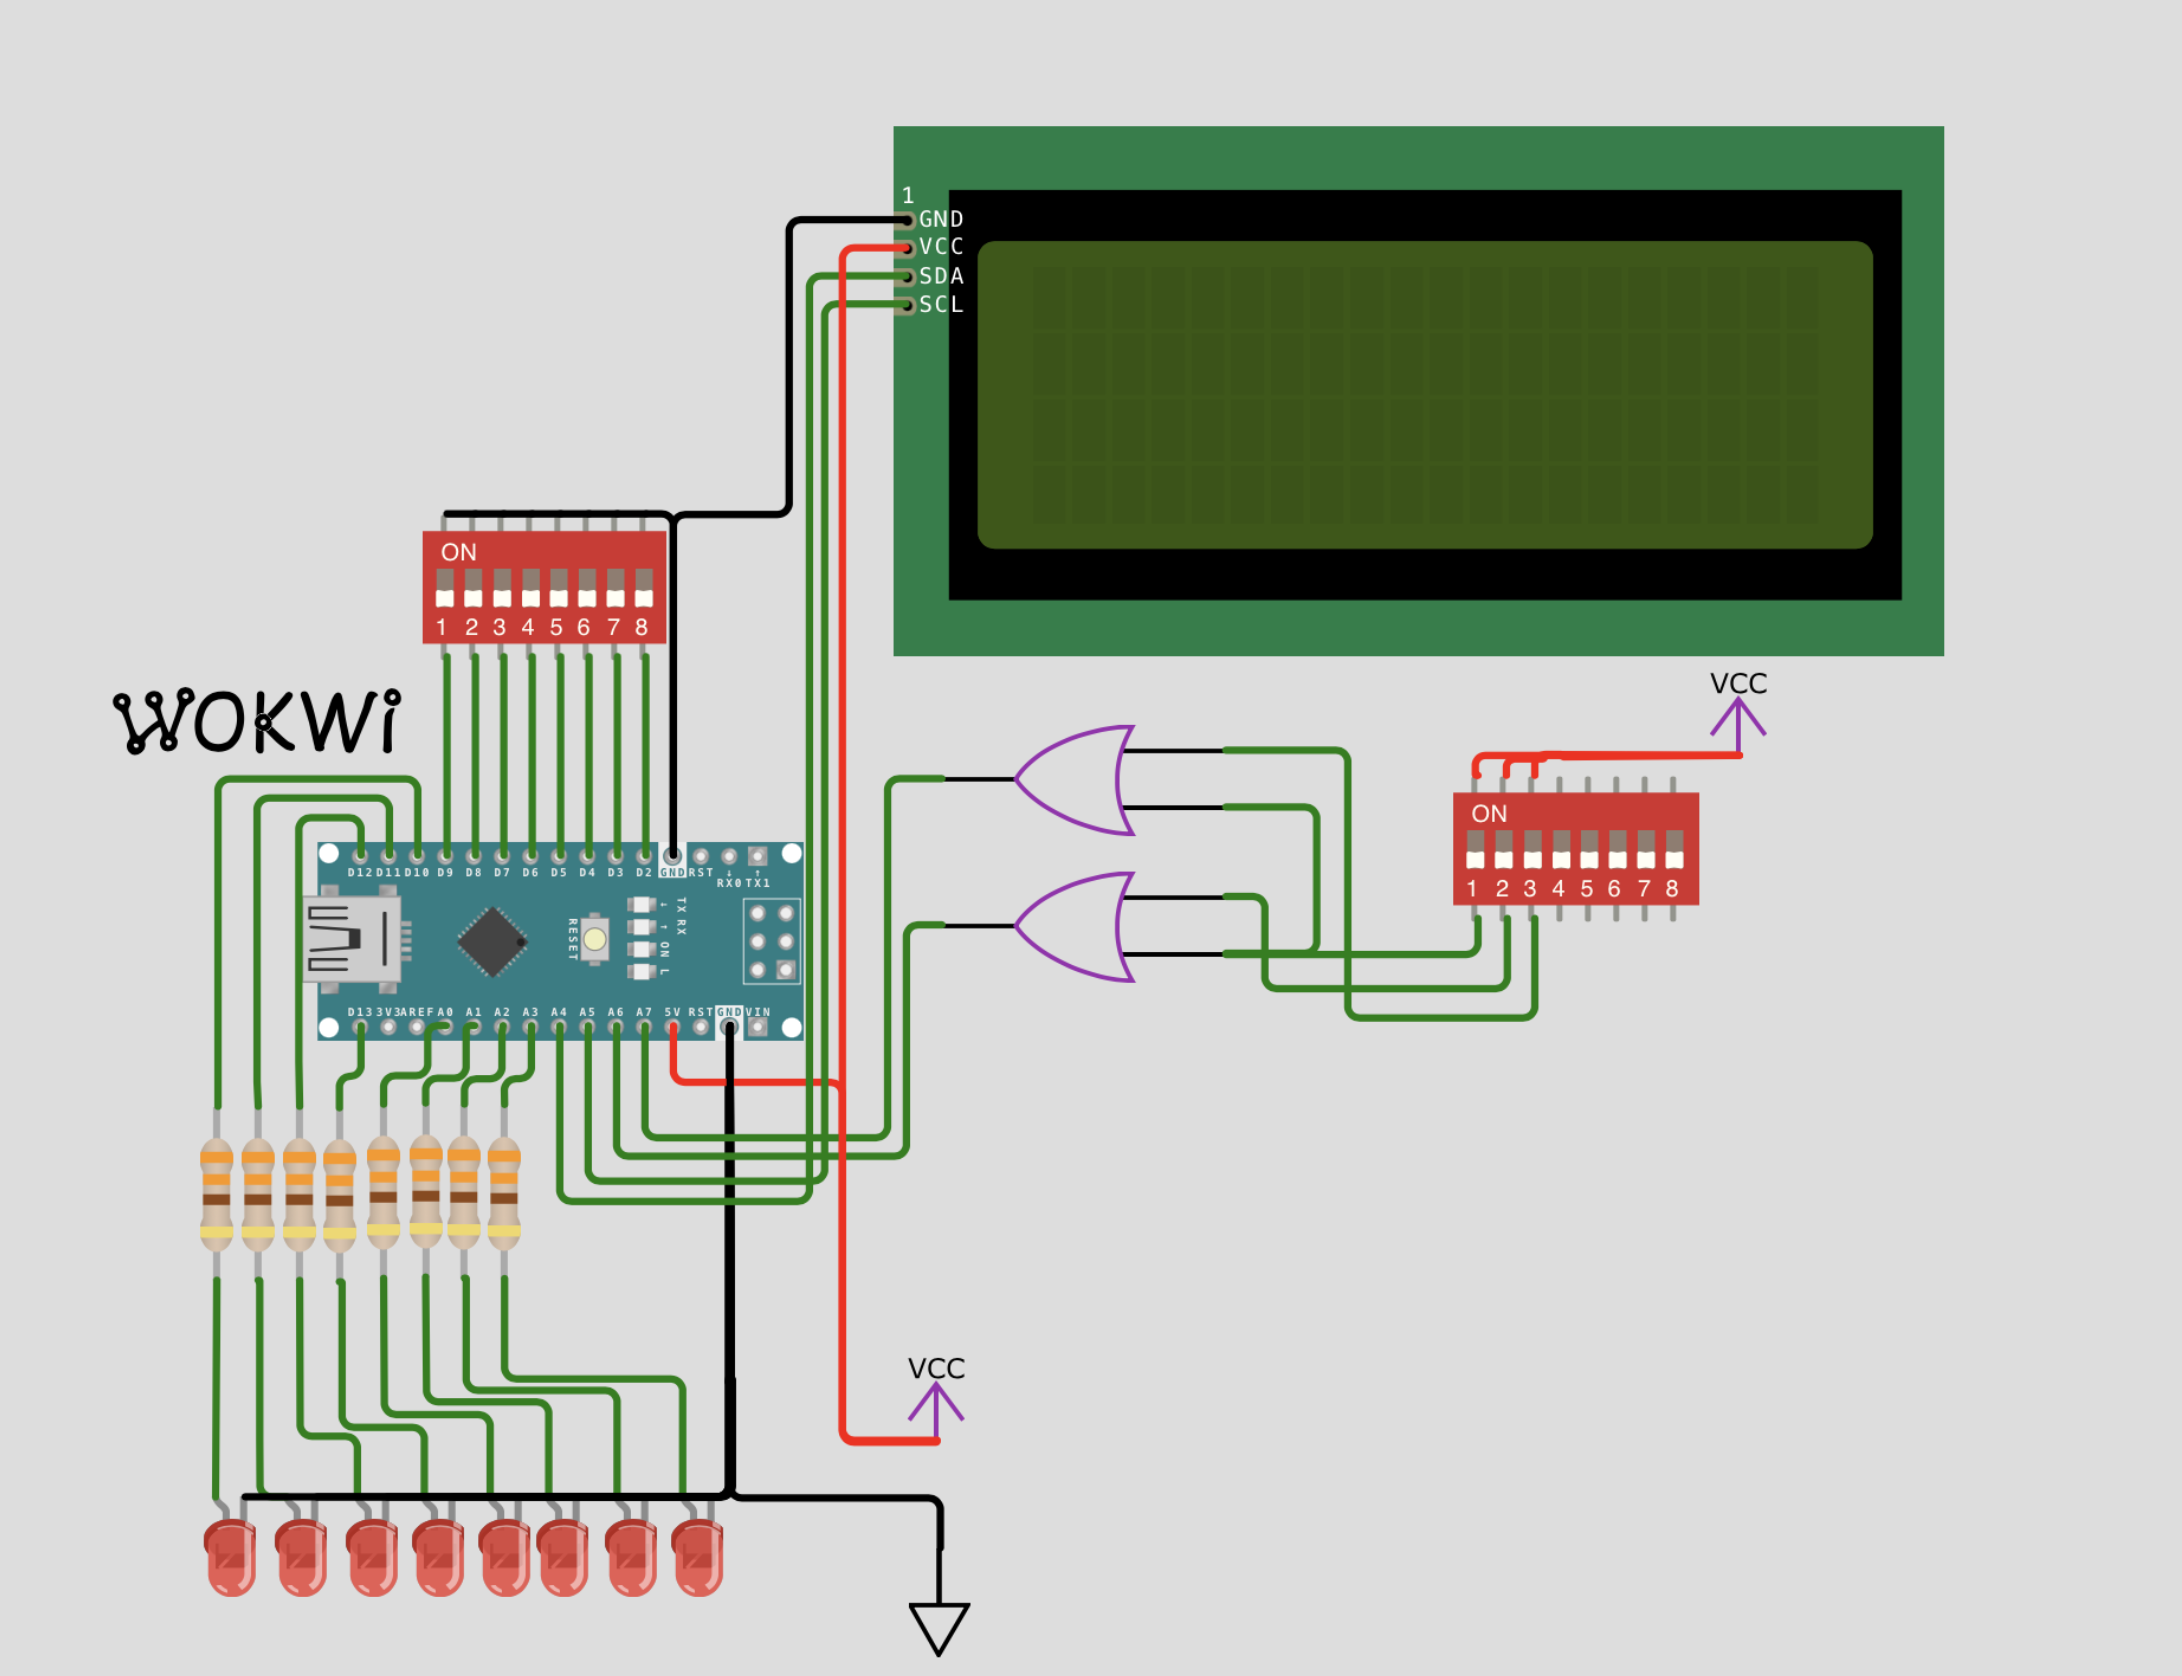 1
GND
VCC
SDA
SCL
ON
1 2 3 4 5 6 7 8
WOKWi
VCC
ON
1 2 3 4 5 6 7 8
D12 D11 D10 D9 D8 D7 D6 D5 D4 D3 D2 GND RST RX0 TX1
RESET
TX RX
ON L
D13 3V3 AREF A0 A1 A2 A3 A4 A5 A6 A7 5V RST GND VIN
VCC